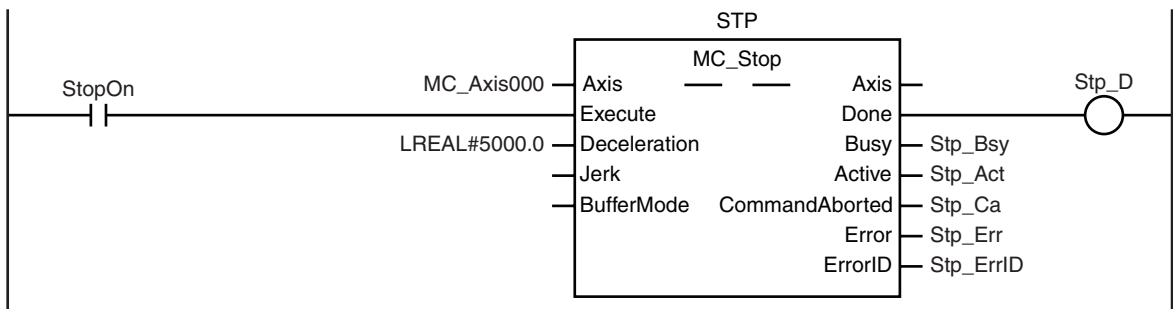 STP
MC_Stop
StopOn
MC_Axis000 Axis Axis Stp_D
Execute Done
LREAL#5000.0 Deceleration Busy Stp_Bsy
Jerk Active Stp_Act
BufferMode CommandAborted Stp_Ca
Error Stp_Err
ErrorID Stp_ErrID